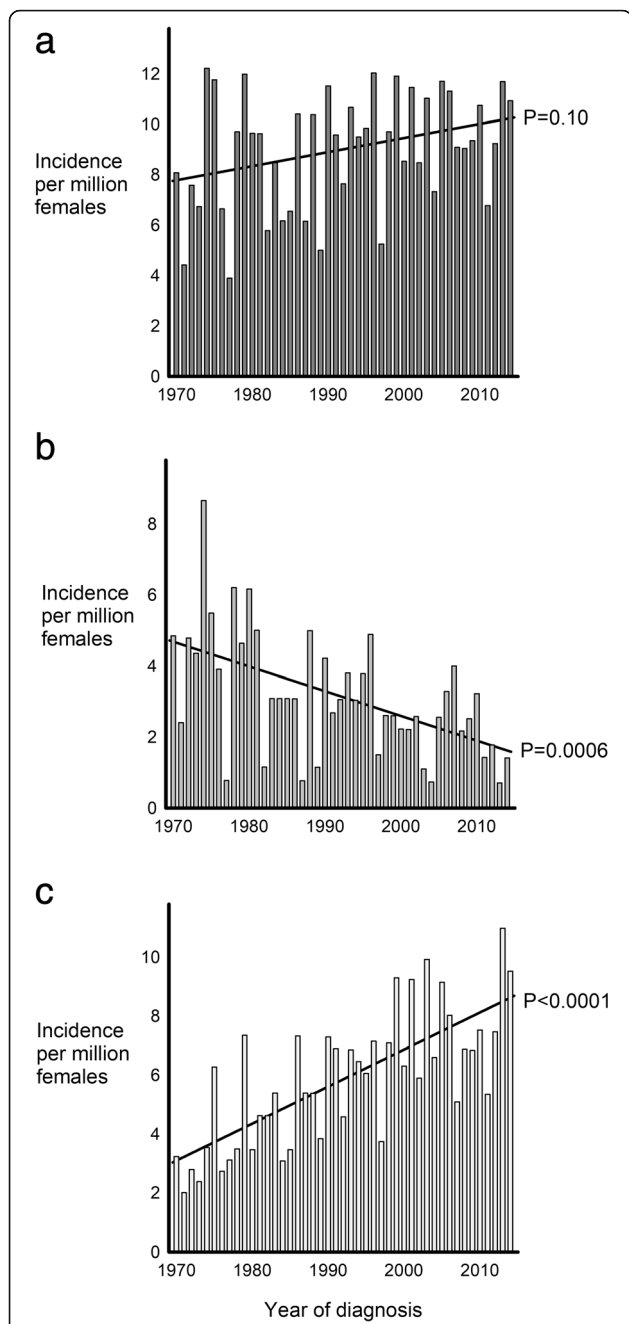 a
12
10
8
6
4
2
0
Incidence
per million
females
P=0.10
1970 1980 1990 2000 2010
b
8
6
4
2
0
Incidence
per million
females
P=0.0006
1970 1980 1990 2000 2010
c
10
8
6
4
2
0
Incidence
per million
females
P<0.0001
1970 1980 1990 2000 2010
Year of diagnosis